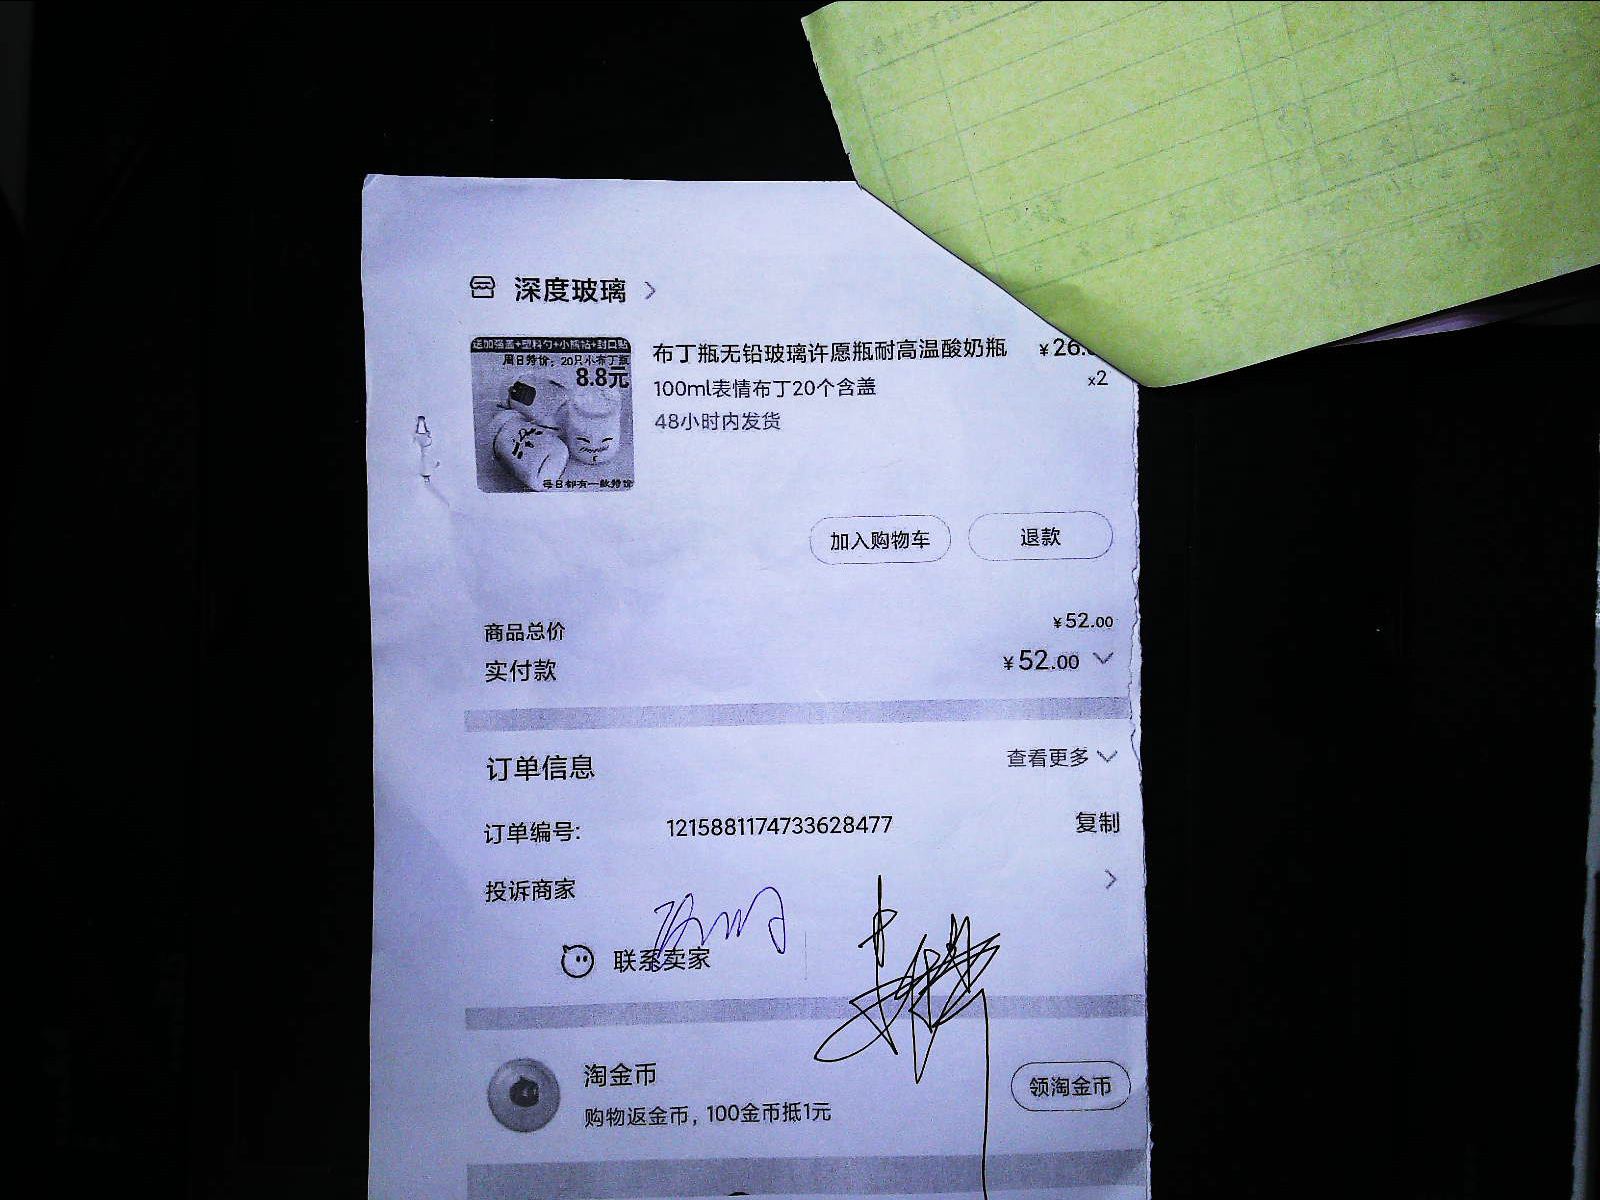 深度玻璃
送加强盖+塑料勺+小熊帖+封口贴
周日特价：20只小布丁瓶
8.8元
每日都有一款特价
布丁瓶无铅玻璃许愿瓶耐高温酸奶瓶 ¥26.
100ml表情布丁20个含盖 x2
48小时内发货
加入购物车 退款
商品总价 ¥52.00
实付款 ¥52.00
订单信息 查看更多
订单编号: 1215881174733628477 复制
投诉商家
联系卖家
淘金币
购物返金币，100金币抵1元
领淘金币